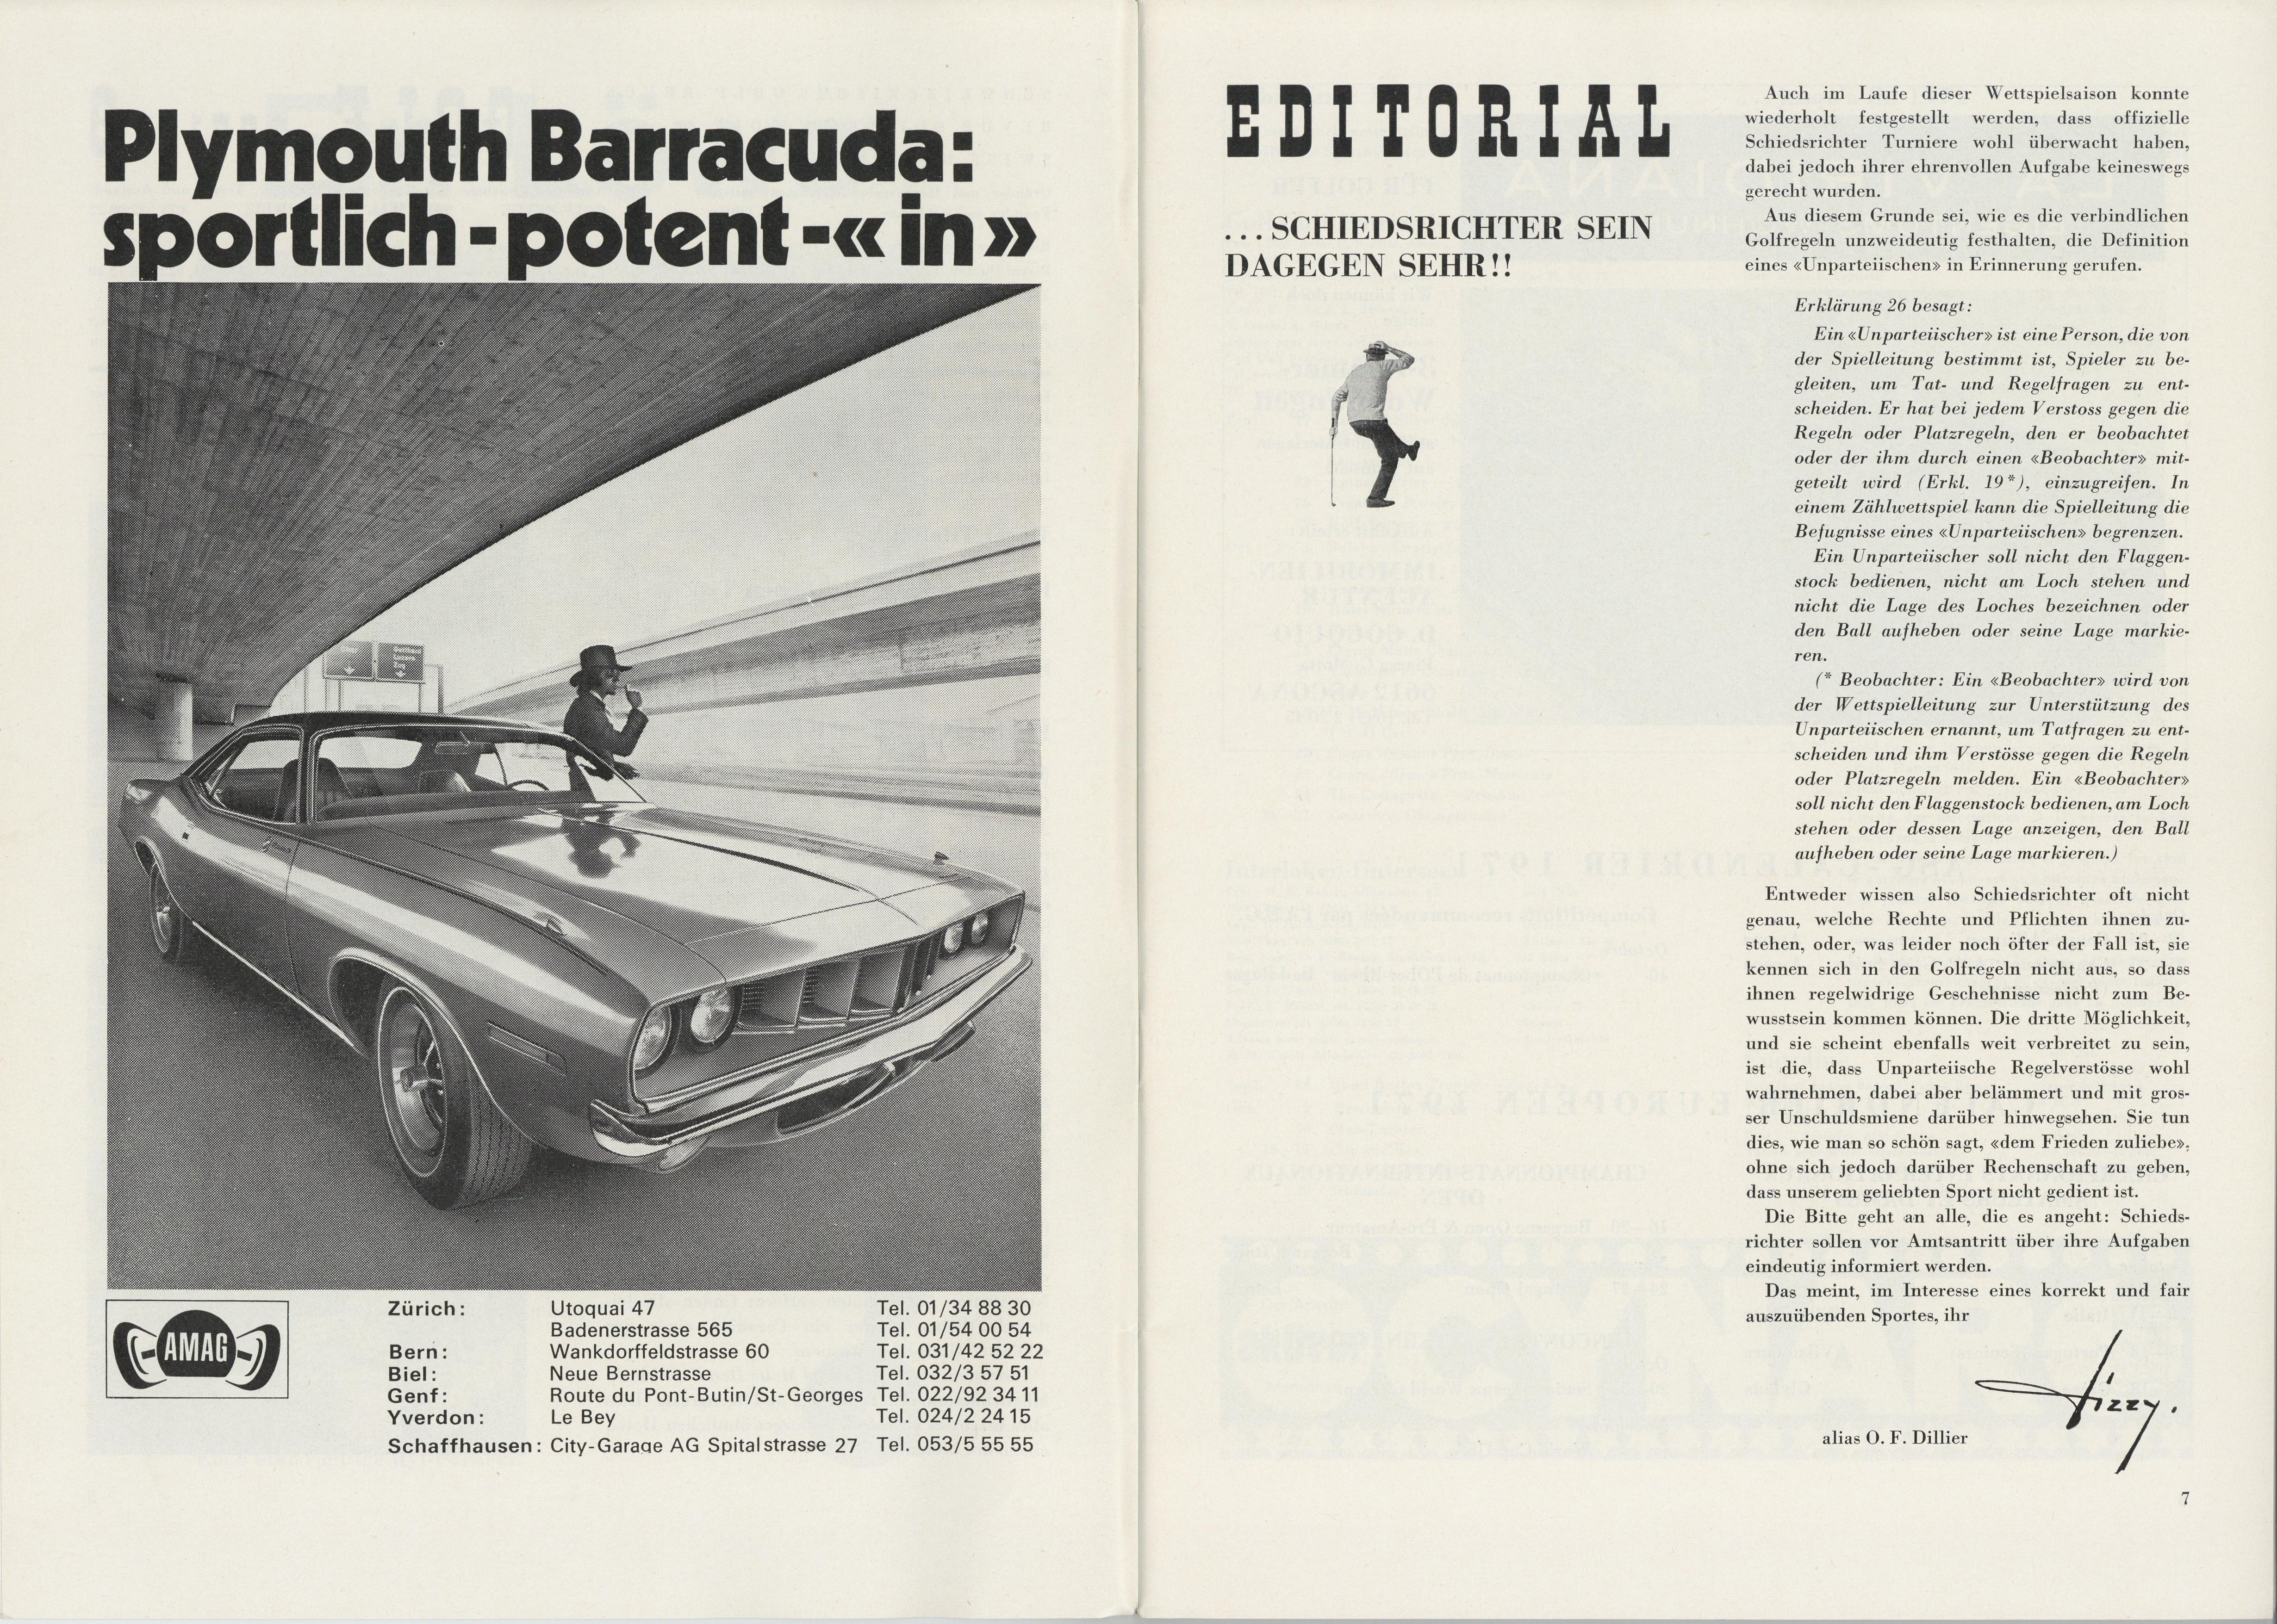 Plymouth Barracuda:
sportlich-potent-«in»
Gotthard
Luzern
Zug
AMAG
Zürich: Utoquai 47 Tel. 01/34 88 30
Badenerstrasse 565 Tel. 01/54 00 54
Bern: Wankdorffeldstrasse 60 Tel. 031/42 52 22
Biel: Neue Bernstrasse Tel. 032/3 57 51
Genf: Route du Pont-Butin/St-Georges Tel. 022/92 34 11
Yverdon: Le Bey Tel. 024/2 24 15
Schaffhausen: City-Garage AG Spitalstrasse 27 Tel. 053/5 55 55
EDITORIAL
...SCHIEDSRICHTER SEIN
DAGEGEN SEHR!!
Auch im Laufe dieser Wettspielsaison konnte
wiederholt festgestellt werden, dass offizielle
Schiedsrichter Turniere wohl überwacht haben,
dabei jedoch ihrer ehrenvollen Aufgabe keineswegs
gerecht wurden.
Aus diesem Grunde sei, wie es die verbindlichen
Golfregeln unzweideutig festhalten, die Definition
eines «Unparteiischen» in Erinnerung gerufen.
Erklärung 26 besagt:
Ein «Unparteiischer» ist eine Person, die von
der Spielleitung bestimmt ist, Spieler zu be-
gleiten, um Tat- und Regelfragen zu ent-
scheiden. Er hat bei jedem Verstoss gegen die
Regeln oder Platzregeln, den er beobachtet
oder der ihm durch einen «Beobachter» mit-
geteilt wird (Erkl. 19*), einzugreifen. In
einem Zählwettspiel kann die Spielleitung die
Befugnisse eines «Unparteiischen» begrenzen.
Ein Unparteiischer soll nicht den Flaggen-
stock bedienen, nicht am Loch stehen und
nicht die Lage des Loches bezeichnen oder
den Ball aufheben oder seine Lage markie-
ren.
(* Beobachter: Ein «Beobachter» wird von
der Wettspielleitung zur Unterstützung des
Unparteiischen ernannt, um Tatfragen zu ent-
scheiden und ihm Verstösse gegen die Regeln
oder Platzregeln melden. Ein «Beobachter»
soll nicht den Flaggenstock bedienen, am Loch
stehen oder dessen Lage anzeigen, den Ball
aufheben oder seine Lage markieren.)
Entweder wissen also Schiedsrichter oft nicht
genau, welche Rechte und Pflichten ihnen zu-
stehen, oder, was leider noch öfter der Fall ist, sie
kennen sich in den Golfregeln nicht aus, so dass
ihnen regelwidrige Geschehnisse nicht zum Be-
wusstsein kommen können. Die dritte Möglichkeit,
und sie scheint ebenfalls weit verbreitet zu sein,
ist die, dass Unparteiische Regelverstösse wohl
wahrnehmen, dabei aber belämmert und mit gros-
ser Unschuldsmiene darüber hinwegsehen. Sie tun
dies, wie man so schön sagt, «dem Frieden zuliebe»,
ohne sich jedoch darüber Rechenschaft zu geben,
dass unserem geliebten Sport nicht gedient ist.
Die Bitte geht an alle, die es angeht: Schieds-
richter sollen vor Amtsantritt über ihre Aufgaben
eindeutig informiert werden.
Das meint, im Interesse eines korrekt und fair
auszuübenden Sportes, ihr
alias O. F. Dillier
7